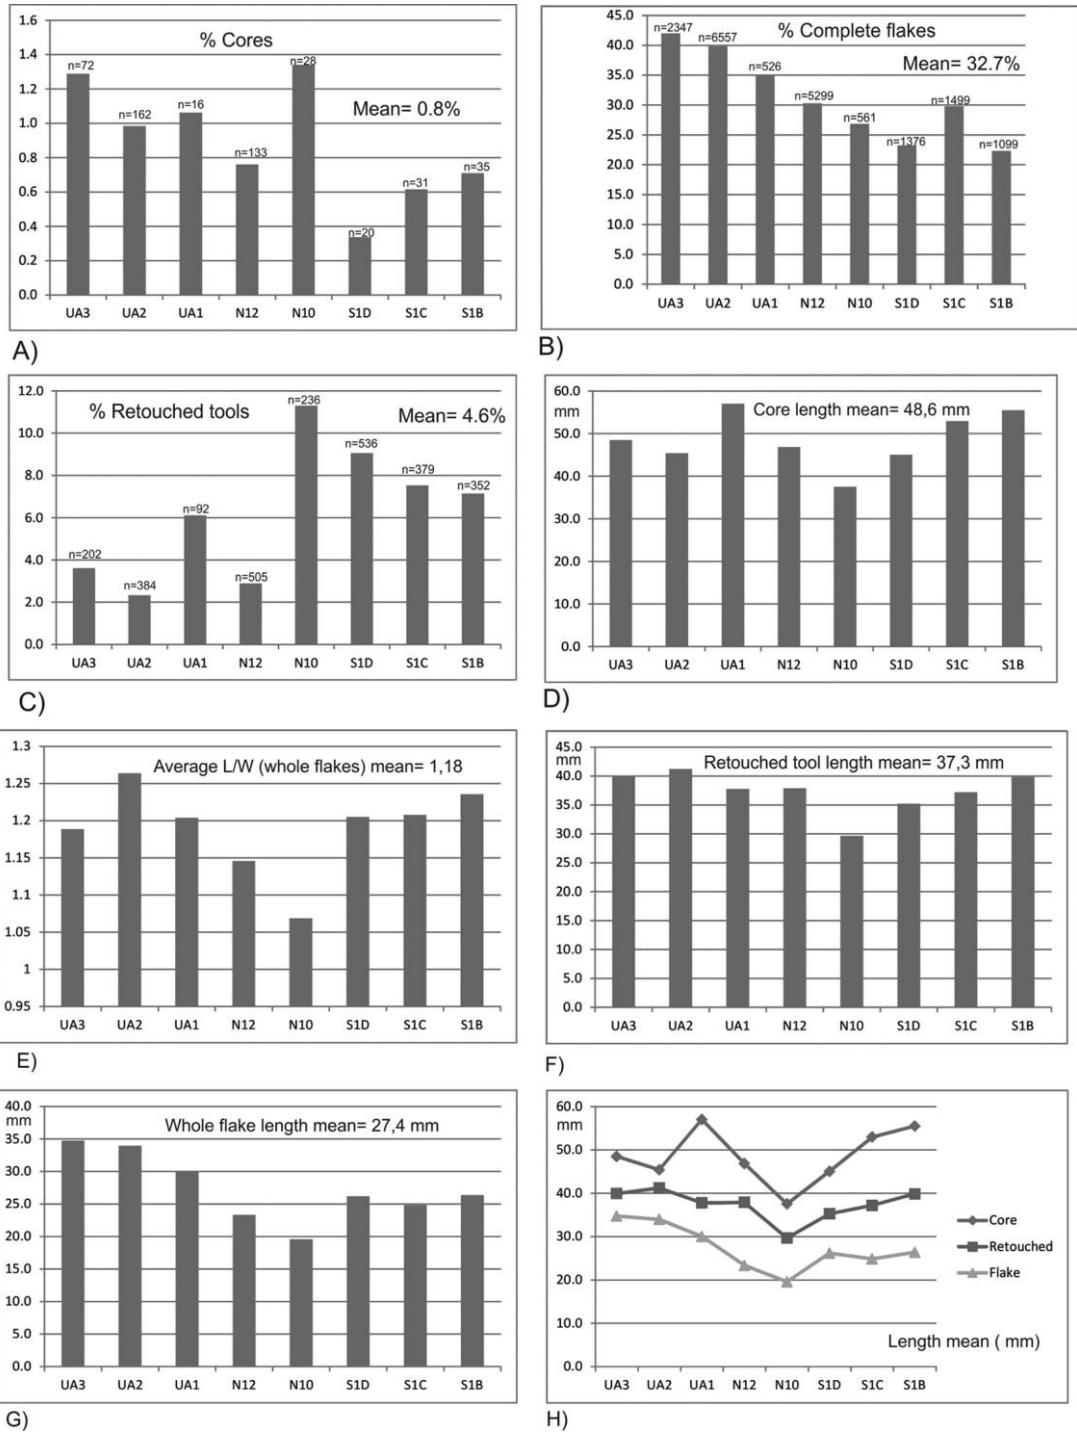 % Cores
Mean= 0.8%
1.6
1.4
1.2
1.0
0.8
0.6
0.4
0.2
0.0
n=72
n=162
n=16
n=133
n=28
n=20
n=31
n=35
UA3 UA2 UA1 N12 N10 S1D S1C S1B
A)
% Complete flakes
Mean= 32.7%
45.0
40.0
35.0
30.0
25.0
20.0
15.0
10.0
5.0
0.0
n=2347
n=6557
n=526
n=5299
n=561
n=1376
n=1499
n=1099
UA3 UA2 UA1 N12 N10 S1D S1C S1B
B)
% Retouched tools
Mean= 4.6%
12.0
10.0
8.0
6.0
4.0
2.0
0.0
n=202
n=384
n=92
n=505
n=236
n=536
n=379
n=352
UA3 UA2 UA1 N12 N10 S1D S1C S1B
C)
Core length mean= 48,6 mm
60.0
mm
50.0
40.0
30.0
20.0
10.0
0.0
UA3 UA2 UA1 N12 N10 S1D S1C S1B
D)
Average L/W (whole flakes) mean= 1,18
1.3
1.25
1.2
1.15
1.1
1.05
1
0.95
UA3 UA2 UA1 N12 N10 S1D S1C S1B
E)
Retouched tool length mean= 37,3 mm
45.0
mm
40.0
35.0
30.0
25.0
20.0
15.0
10.0
5.0
0.0
UA3 UA2 UA1 N12 N10 S1D S1C S1B
F)
Whole flake length mean= 27,4 mm
40.0
mm
35.0
30.0
25.0
20.0
15.0
10.0
5.0
0.0
UA3 UA2 UA1 N12 N10 S1D S1C S1B
G)
60.0
mm
50.0
40.0
30.0
20.0
10.0
0.0
Core
Retouched
Flake
Length mean ( mm)
UA3 UA2 UA1 N12 N10 S1D S1C S1B
H)